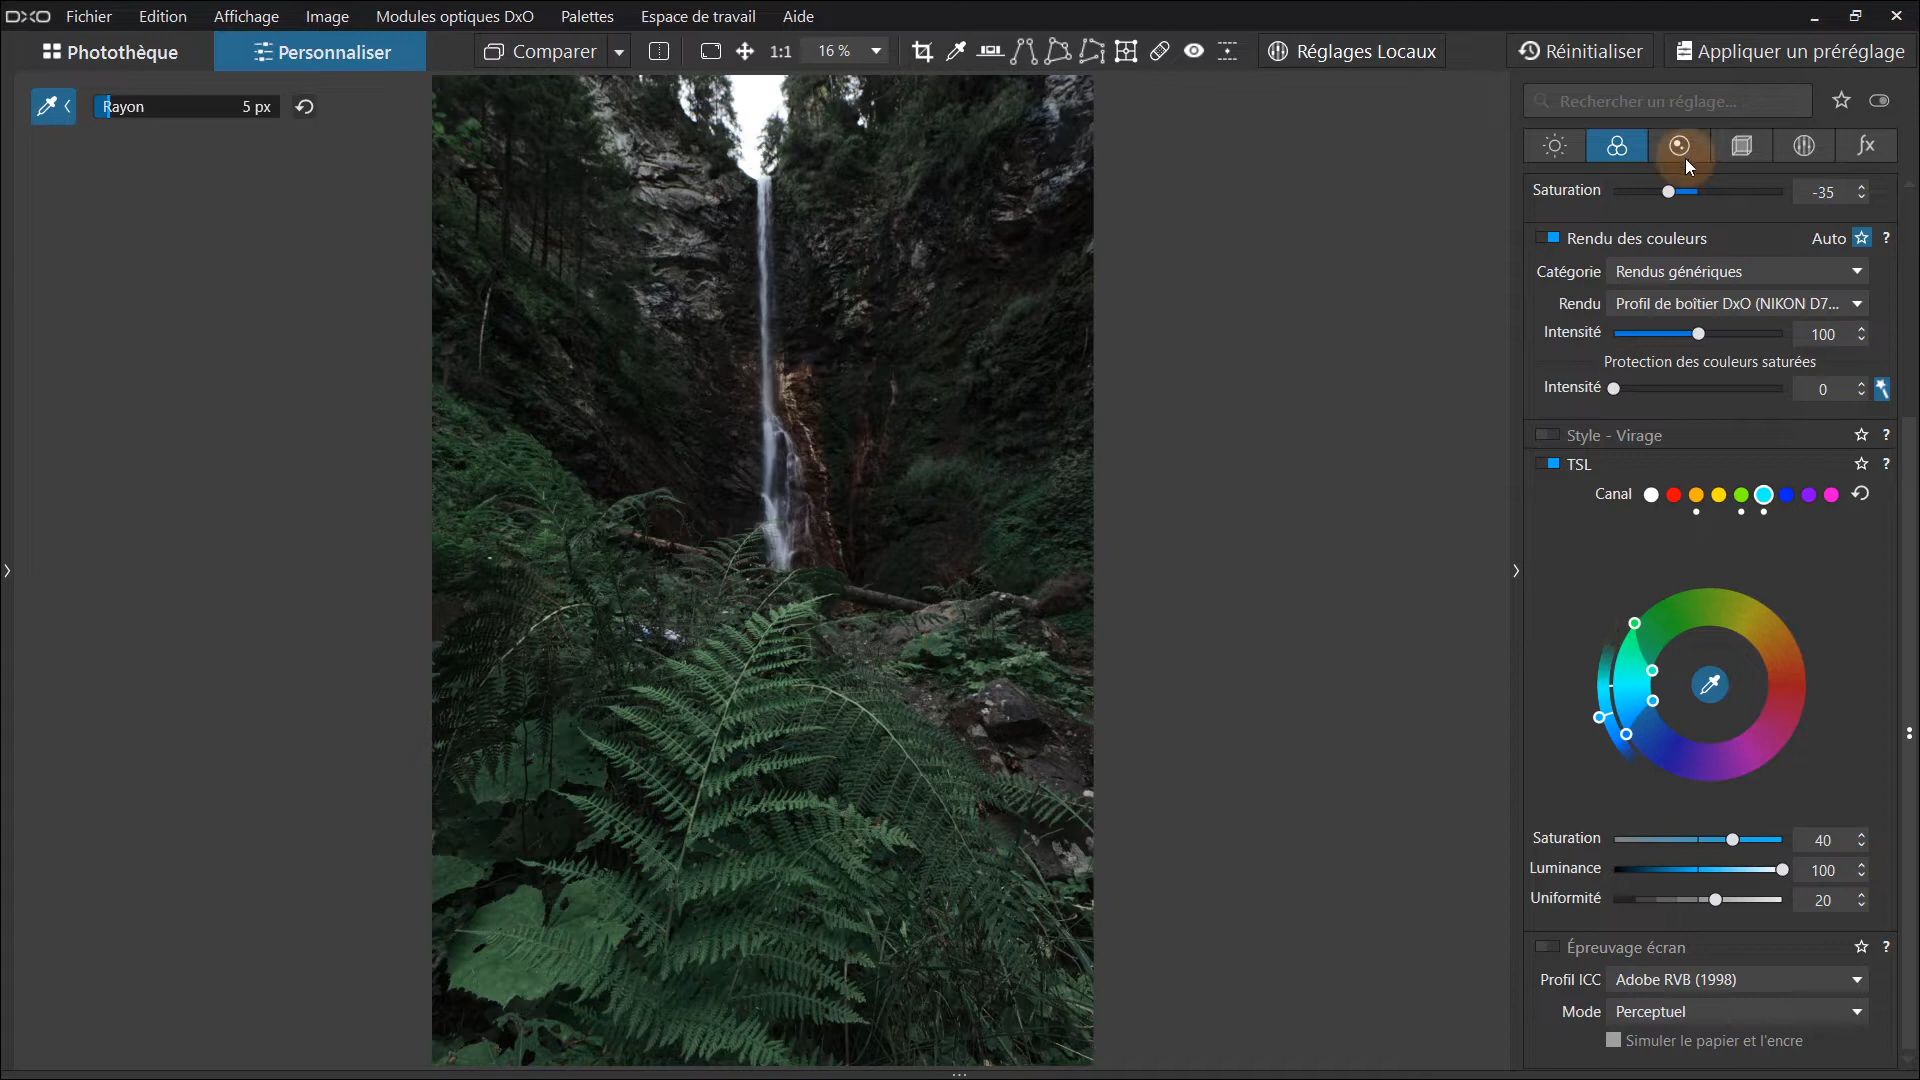 DXO Fichier Edition Affichage Image Modules optiques DxO Palettes Espace de travail Aide
Photothèque Personnaliser Comparer 1:1 16 % Réglages Locaux Réinitialiser Appliquer un préréglage
Rayon 5 px
Rechercher un réglage...
fx
Saturation -35
Rendu des couleurs Auto ?
Catégorie Rendus génériques
Rendu Profil de boîtier DxO (NIKON D7...
Intensité 100
Protection des couleurs saturées
Intensité 0
Style - Virage ?
TSL ?
Canal
Saturation 40
Luminance 100
Uniformité 20
Épreuvage écran ?
Profil ICC Adobe RVB (1998)
Mode Perceptuel
Simuler le papier et l'encre